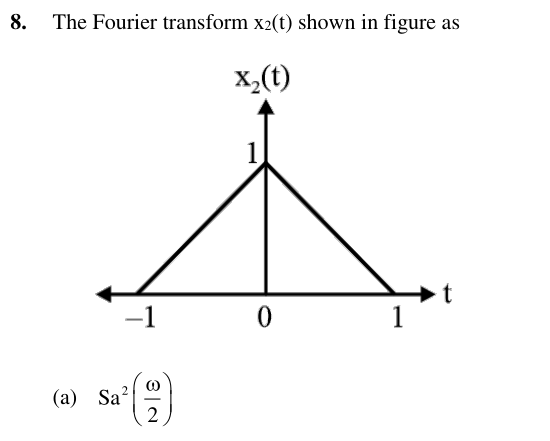 8. The Fourier transform x₂(t) shown in figure as
x₂(t)
1
t
–1 0 1
(a) Sa²(ω/2)